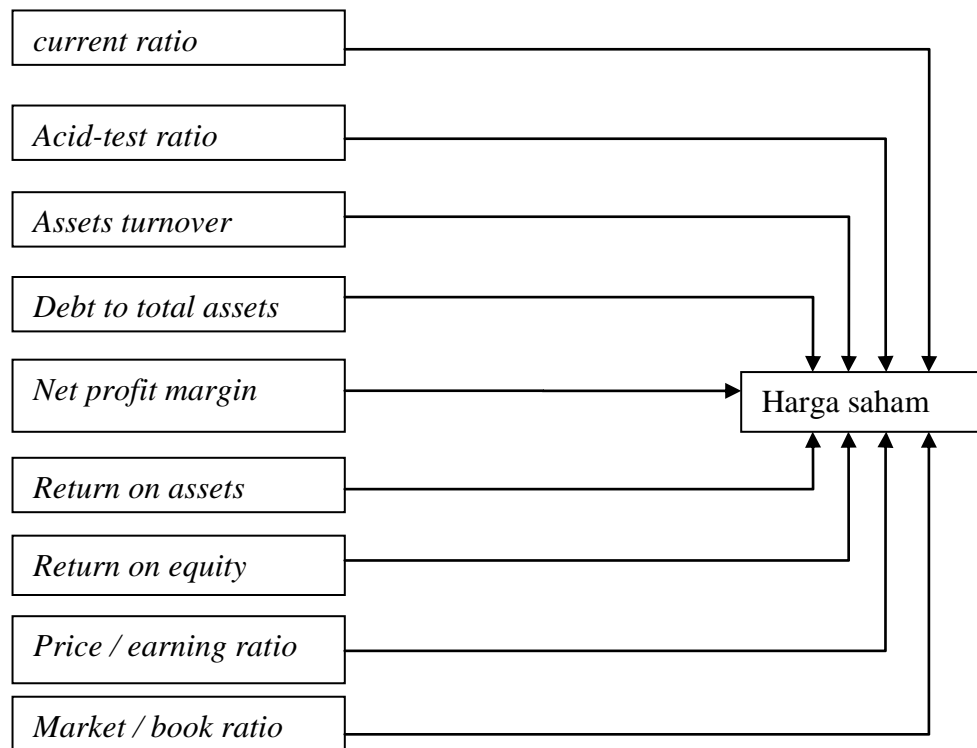 current ratio
Acid-test ratio
Assets turnover
Debt to total assets
Net profit margin
Harga saham
Return on assets
Return on equity
Price / earning ratio
Market / book ratio